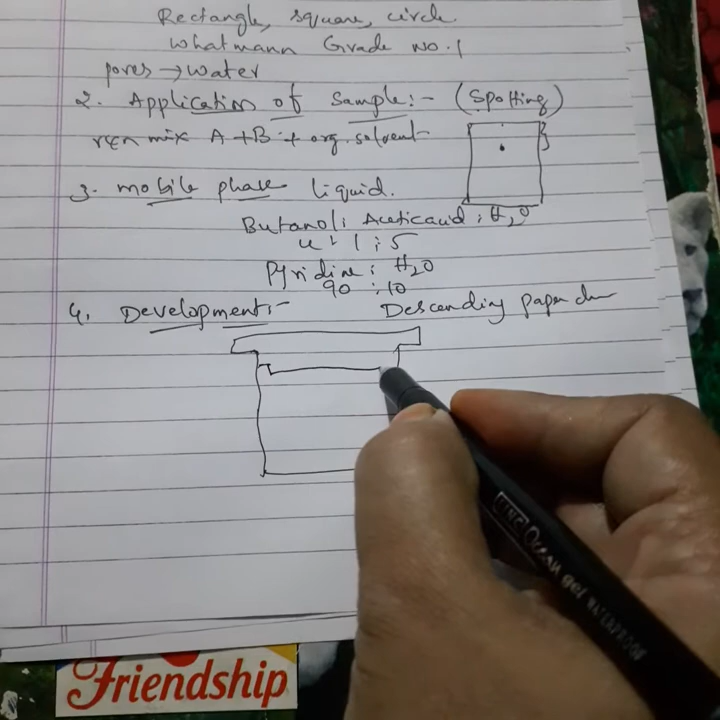 Rectangle, square, circle.
Whatmann Grade no. 1
pores → water
2. Application of Sample:- (Spotting)
rxn mix A + B + org. solvent
3. mobile phase liquid.
Butanol: Aceticacid : H2O
4 : 1 : 5
Pyridine : H2O
90 : 10
4. Development:- Descending paper
Friendship